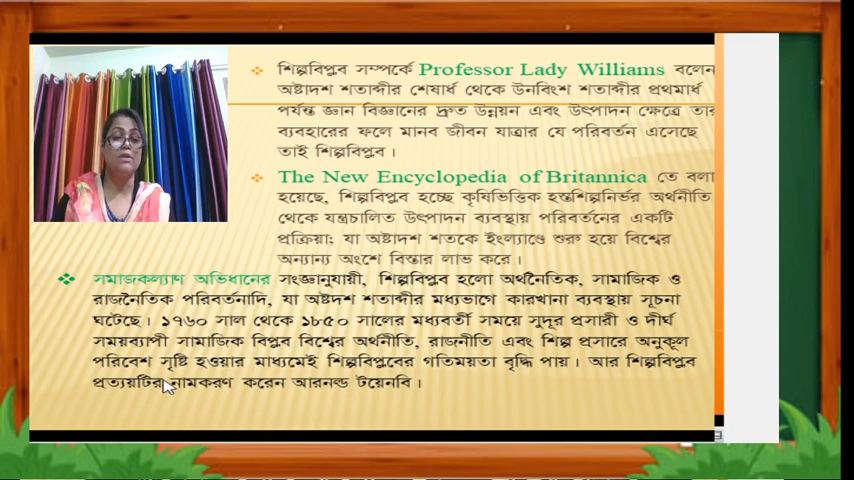 শিল্পবিপ্লব সম্পর্কে Professor Lady Williams বলেন
অষ্টাদশ শতাব্দীর শেষার্ধ থেকে উনবিংশ শতাব্দীর প্রথমার্ধ
পর্যন্ত জ্ঞান বিজ্ঞানের দ্রুত উন্নয়ন এবং উৎপাদন ক্ষেত্রে তার
ব্যবহারের ফলে মানব জীবন যাত্রার যে পরিবর্তন এসেছে
তাই শিল্পবিপ্লব।
The New Encyclopedia of Britannica তে বলা
হয়েছে, শিল্পবিপ্লব হচ্ছে কৃষিভিত্তিক হস্তশিল্পনির্ভর অর্থনীতি
থেকে যন্ত্রচালিত উৎপাদন ব্যবস্থায় পরিবর্তনের একটি
প্রক্রিয়া; যা অষ্টাদশ শতকে ইংল্যাণ্ডে শুরু হয়ে বিশ্বের
অন্যান্য অংশে বিস্তার লাভ করে।
সমাজকল্যাণ অভিধানের সংজ্ঞানুযায়ী, শিল্পবিপ্লব হলো অর্থনৈতিক, সামাজিক ও
রাজনৈতিক পরিবর্তনাদি, যা অষ্টদশ শতাব্দীর মধ্যভাগে কারখানা ব্যবস্থায় সূচনা
ঘটেছে। ১৭৬০ সাল থেকে ১৮৫০ সালের মধ্যবর্তী সময়ে সুদূর প্রসারী ও দীর্ঘ
সময়ব্যাপী সামাজিক বিপ্লব বিশ্বের অর্থনীতি, রাজনীতি এবং শিল্প প্রসারে অনুকূল
পরিবেশ সৃষ্টি হওয়ার মাধ্যমেই শিল্পবিপ্লবের গতিময়তা বৃদ্ধি পায়। আর শিল্পবিপ্লব
প্রত্যয়টির নামকরণ করেন আরনল্ড টয়েনবি।